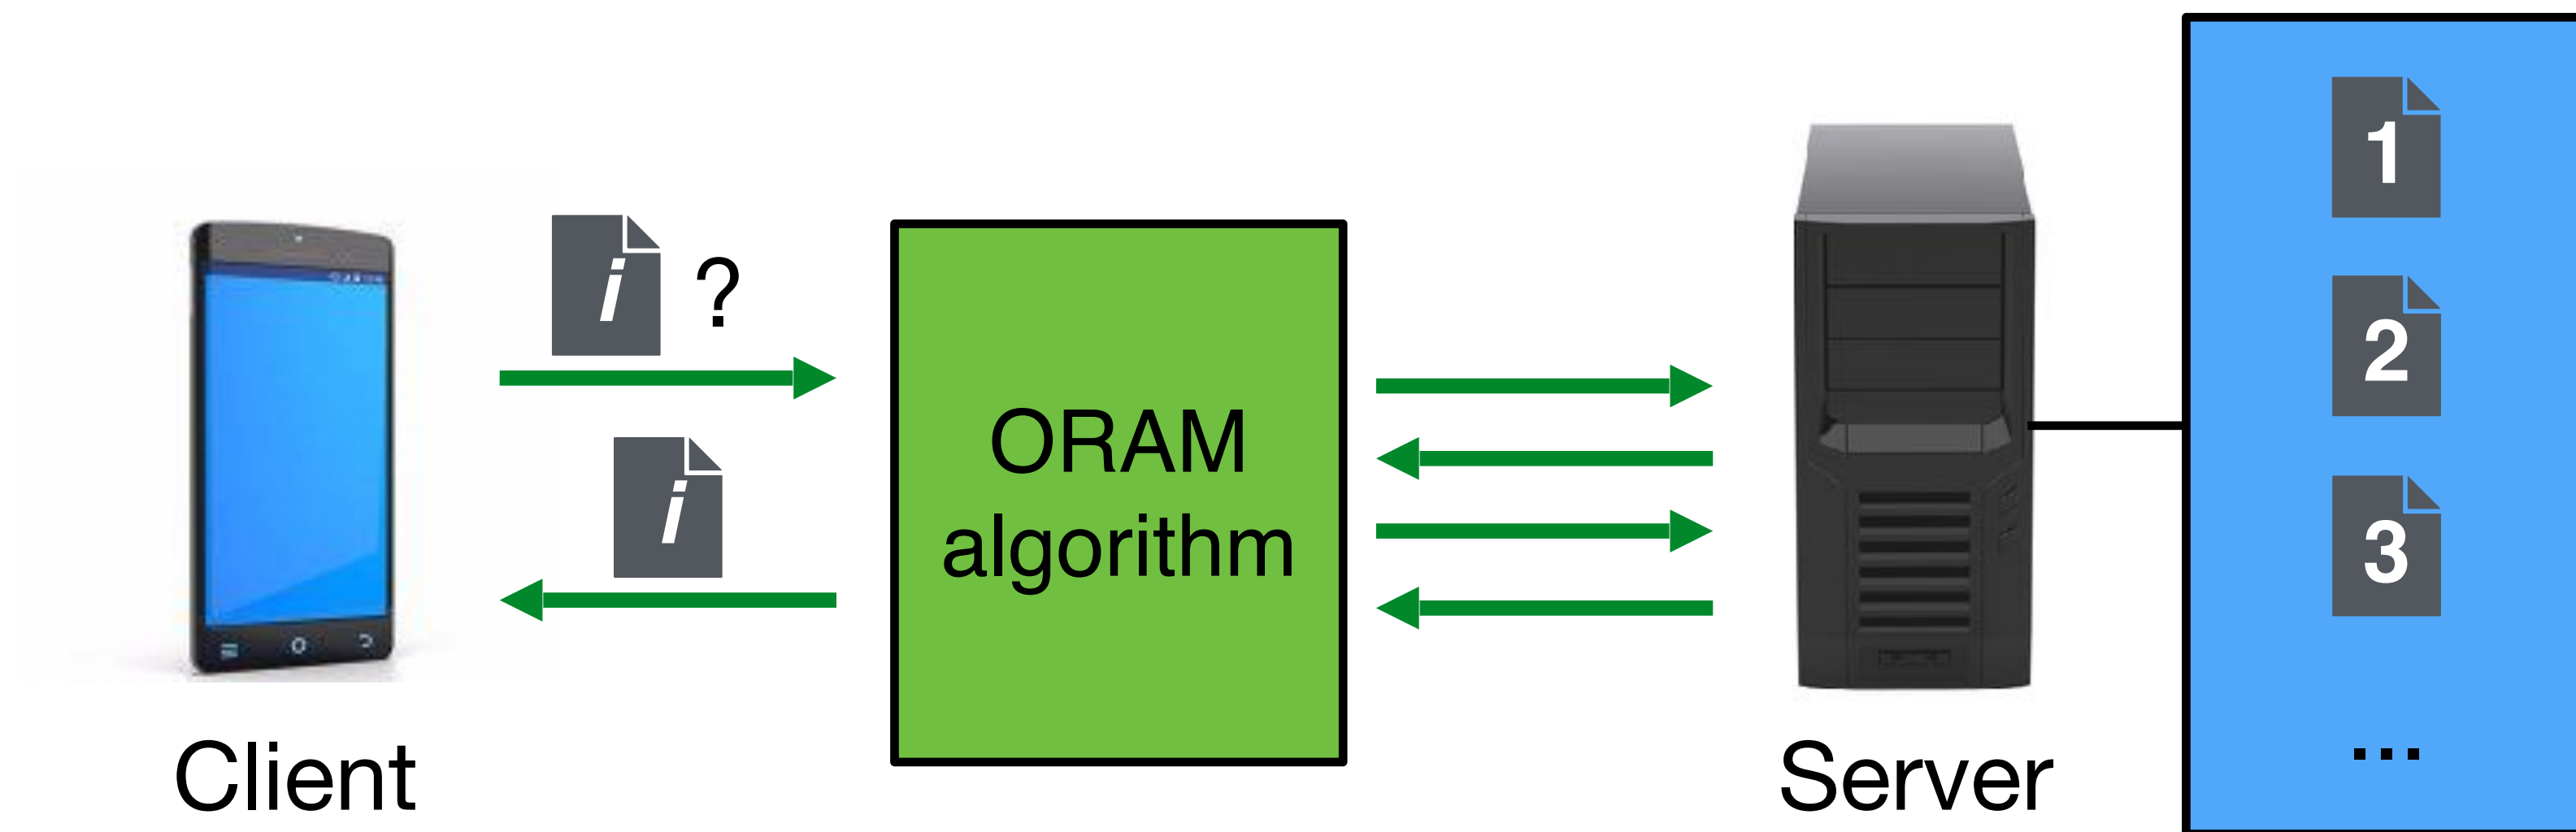 i ?
i
ORAM
algorithm
1
2
3
...
Client
Server